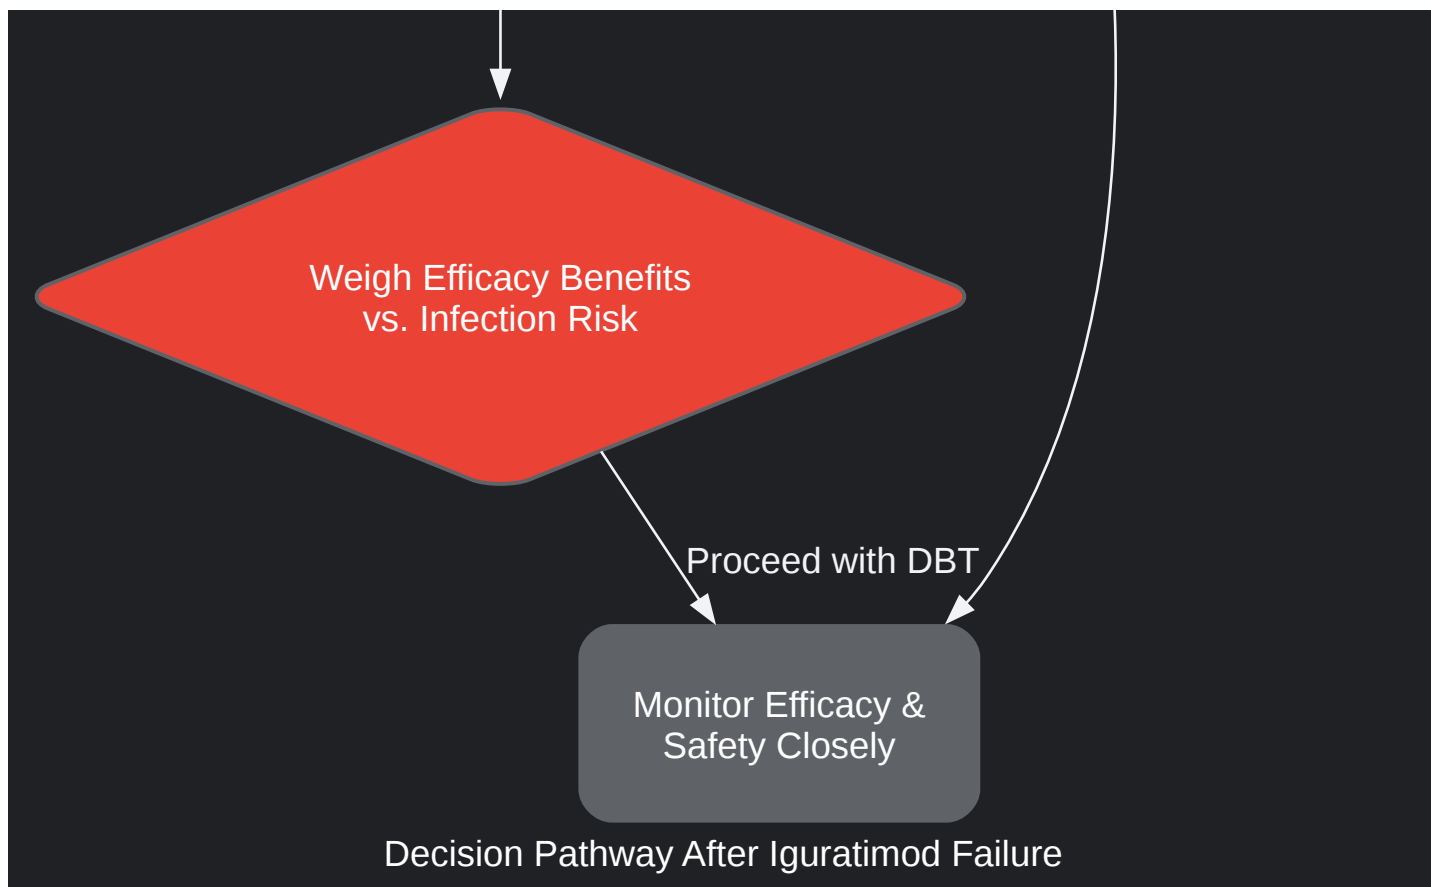 Weigh Efficacy Benefits
vs. Infection Risk
Proceed with DBT
Monitor Efficacy &
Safety Closely
Decision Pathway After Iguratimod Failure